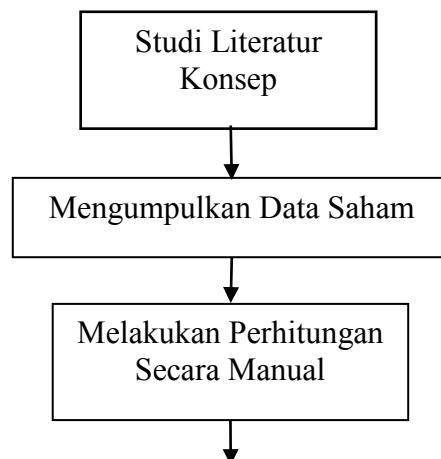 Studi Literatur
Konsep
Mengumpulkan Data Saham
Melakukan Perhitungan
Secara Manual